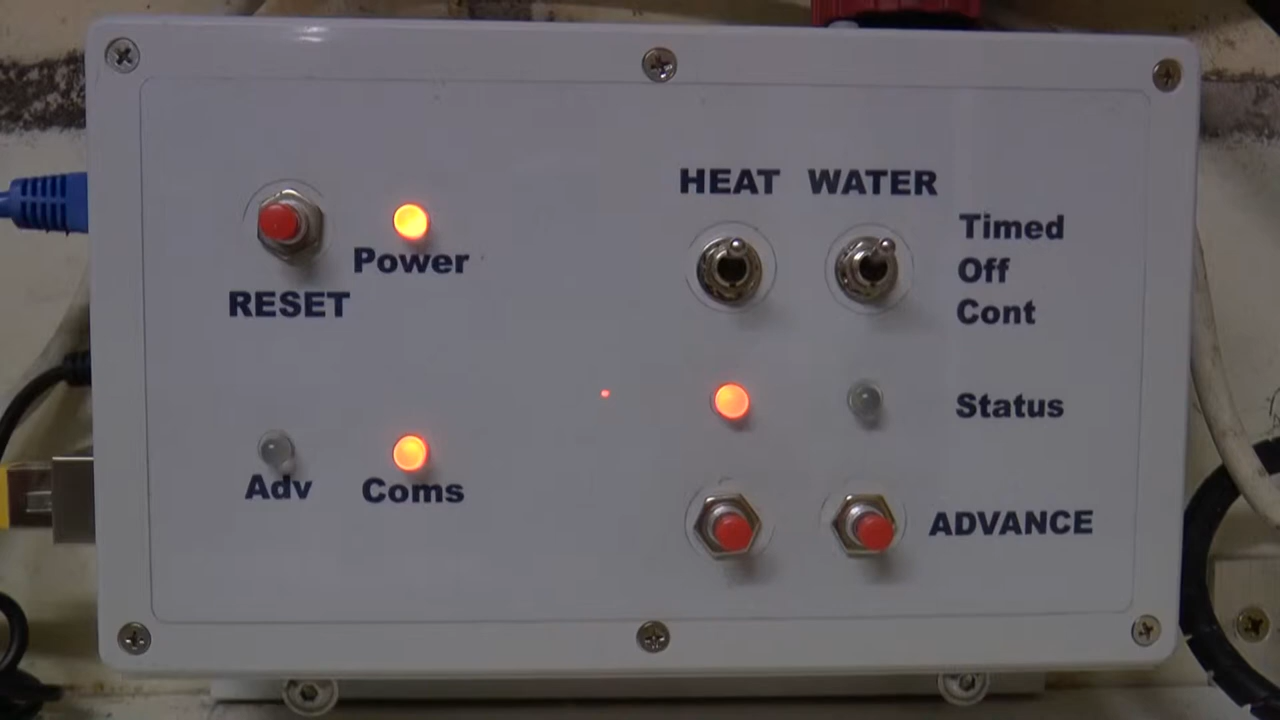 HEAT WATER
Timed
Off
Cont
Power
RESET
Status
Adv
Coms
ADVANCE